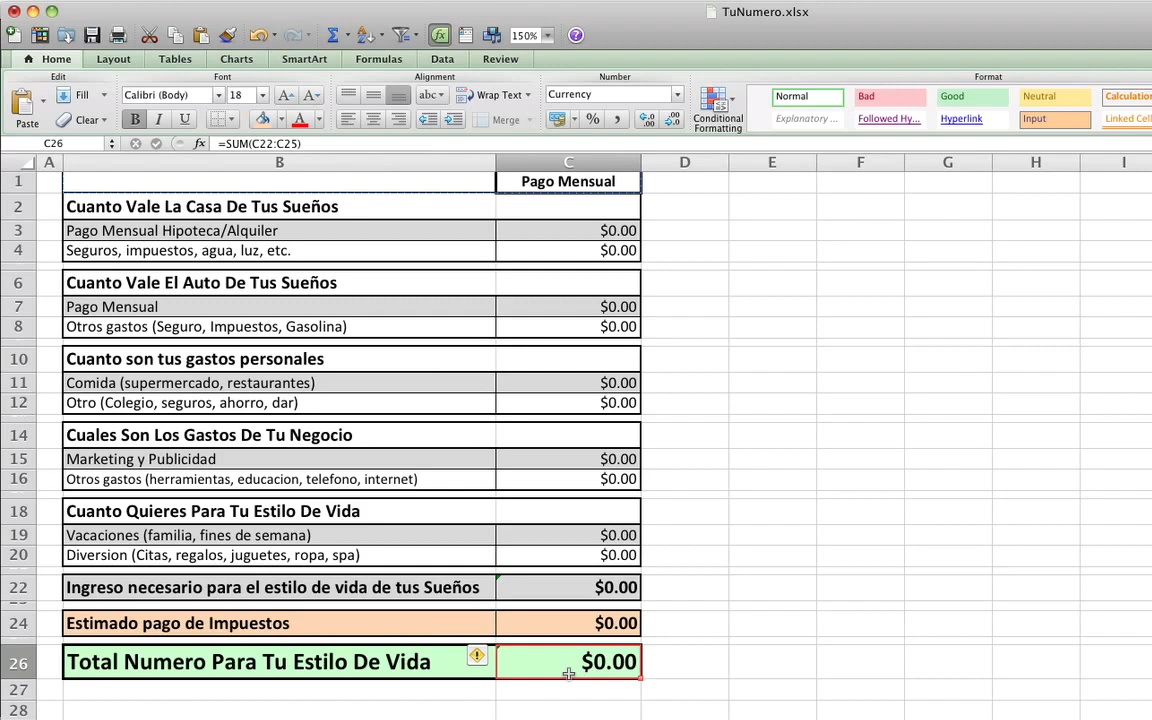 TuNumero.xlsx
150%
Home Layout Tables Charts SmartArt Formulas Data Review
Edit Font Alignment Number Format
Fill Calibri (Body) 18 A A abc Wrap Text Currency Normal Bad Good Neutral Calculation
Paste Clear B I U A Merge % Conditional Formatting Explanatory ... Followed Hy... Hyperlink Input Linked Cel
C26 fx =SUM(C22:C25)
A B C D E F G H I
1 Pago Mensual
2 Cuanto Vale La Casa De Tus Sueños
3 Pago Mensual Hipoteca/Alquiler $0.00
4 Seguros, impuestos, agua, luz, etc. $0.00
6 Cuanto Vale El Auto De Tus Sueños
7 Pago Mensual $0.00
8 Otros gastos (Seguro, Impuestos, Gasolina) $0.00
10 Cuanto son tus gastos personales
11 Comida (supermercado, restaurantes) $0.00
12 Otro (Colegio, seguros, ahorro, dar) $0.00
14 Cuales Son Los Gastos De Tu Negocio
15 Marketing y Publicidad $0.00
16 Otros gastos (herramientas, educacion, telefono, internet) $0.00
18 Cuanto Quieres Para Tu Estilo De Vida
19 Vacaciones (familia, fines de semana) $0.00
20 Diversion (Citas, regalos, juguetes, ropa, spa) $0.00
22 Ingreso necesario para el estilo de vida de tus Sueños $0.00
24 Estimado pago de Impuestos $0.00
26 Total Numero Para Tu Estilo De Vida $0.00
27
28